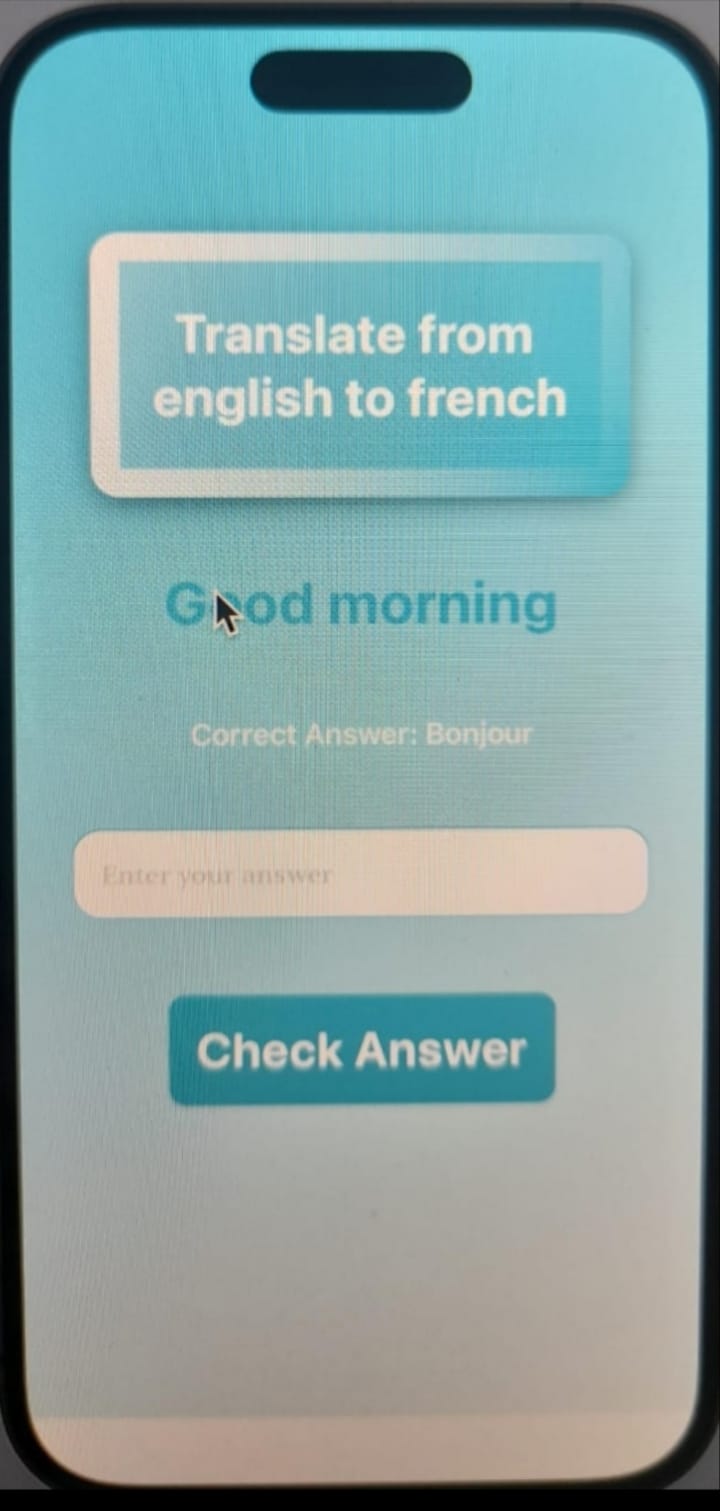 Translate from
english to french
Good morning
Correct Answer: Bonjour
Enter your answer
Check Answer